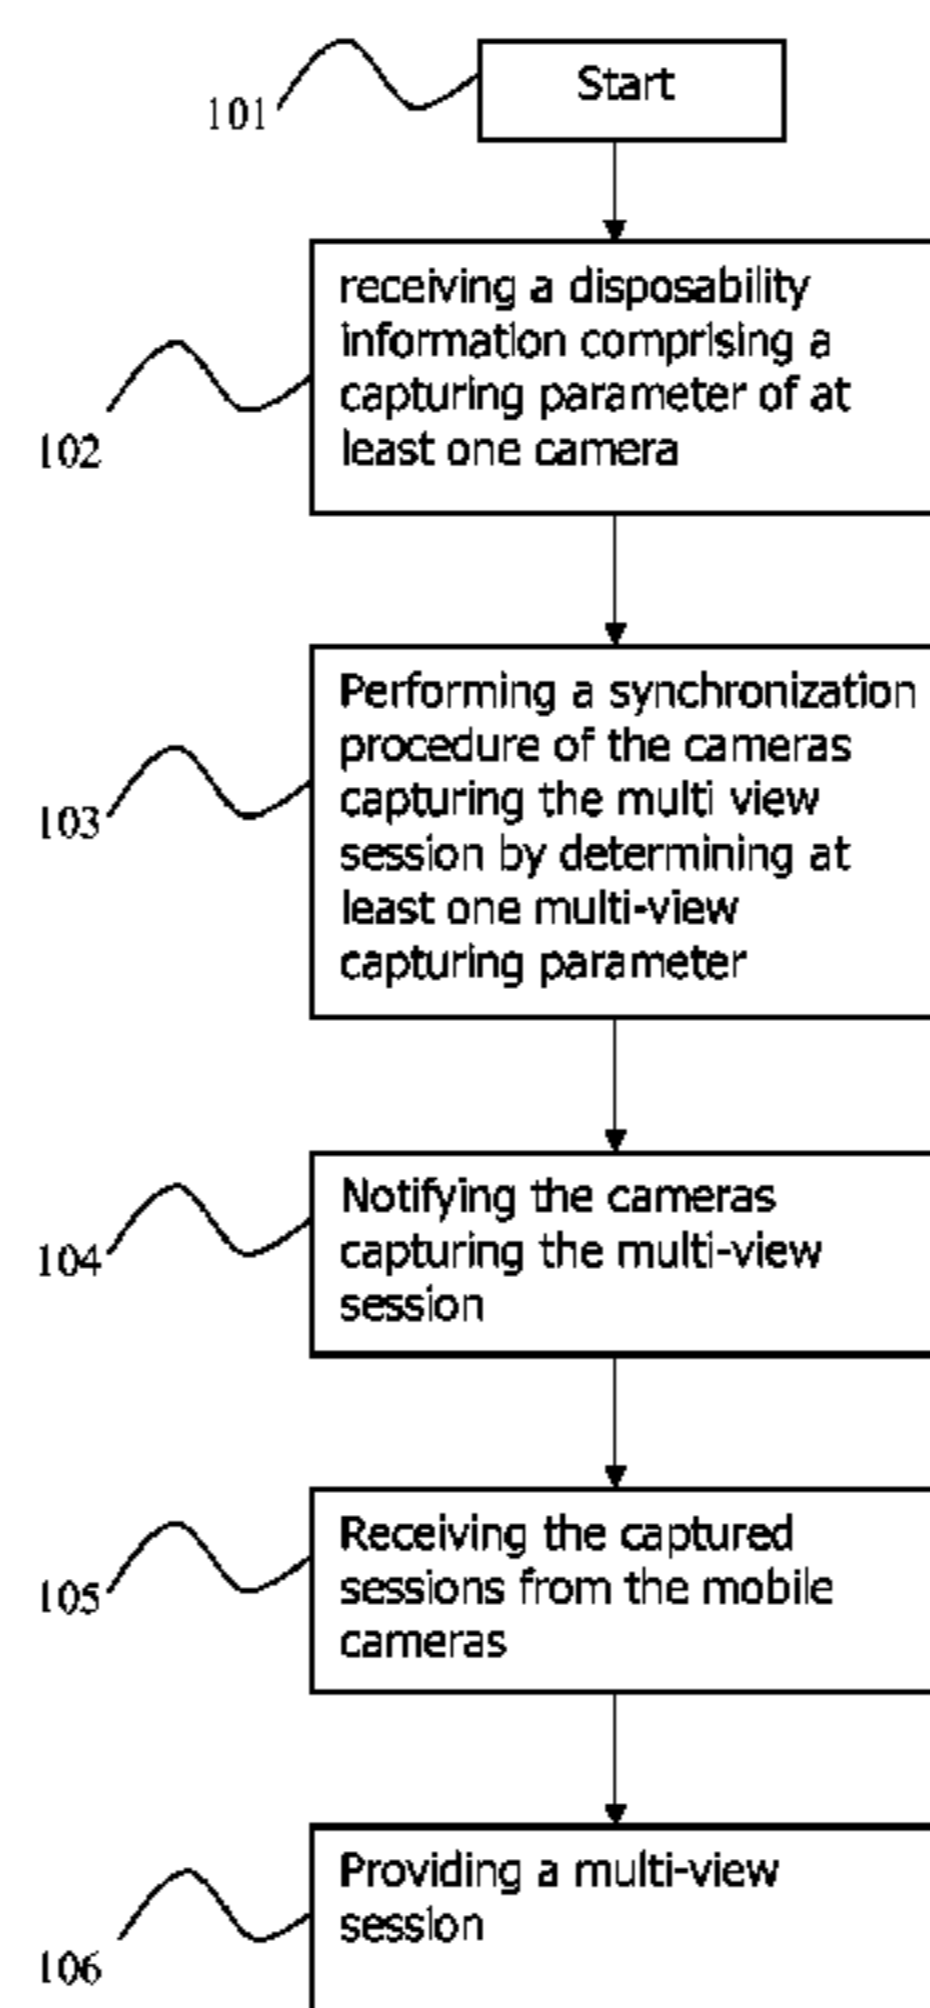 101
Start
102
receiving a disposability
information comprising a
capturing parameter of at
least one camera
103
Performing a synchronization
procedure of the cameras
capturing the multi view
session by determining at
least one multi-view
capturing parameter
104
Notifying the cameras
capturing the multi-view
session
105
Receiving the captured
sessions from the mobile
cameras
106
Providing a multi-view
session